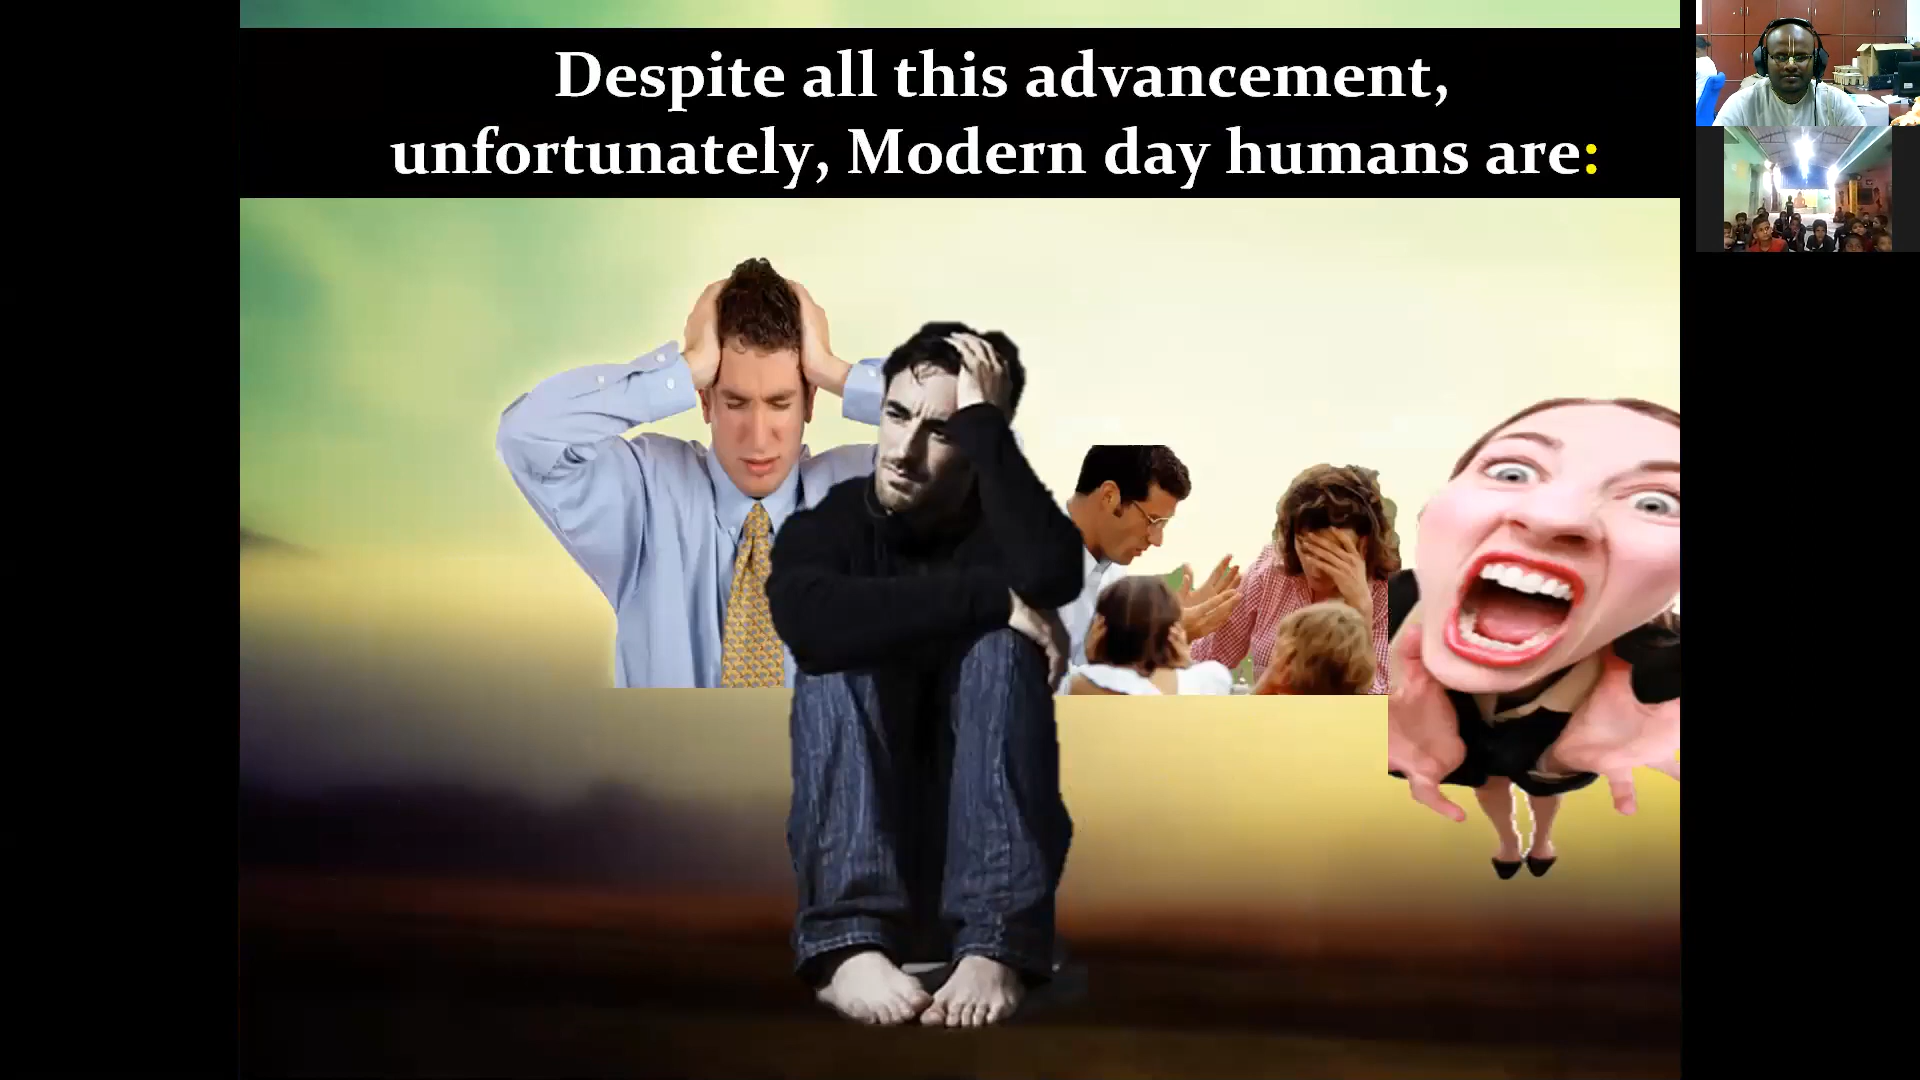 Despite all this advancement,
unfortunately, Modern day humans are: